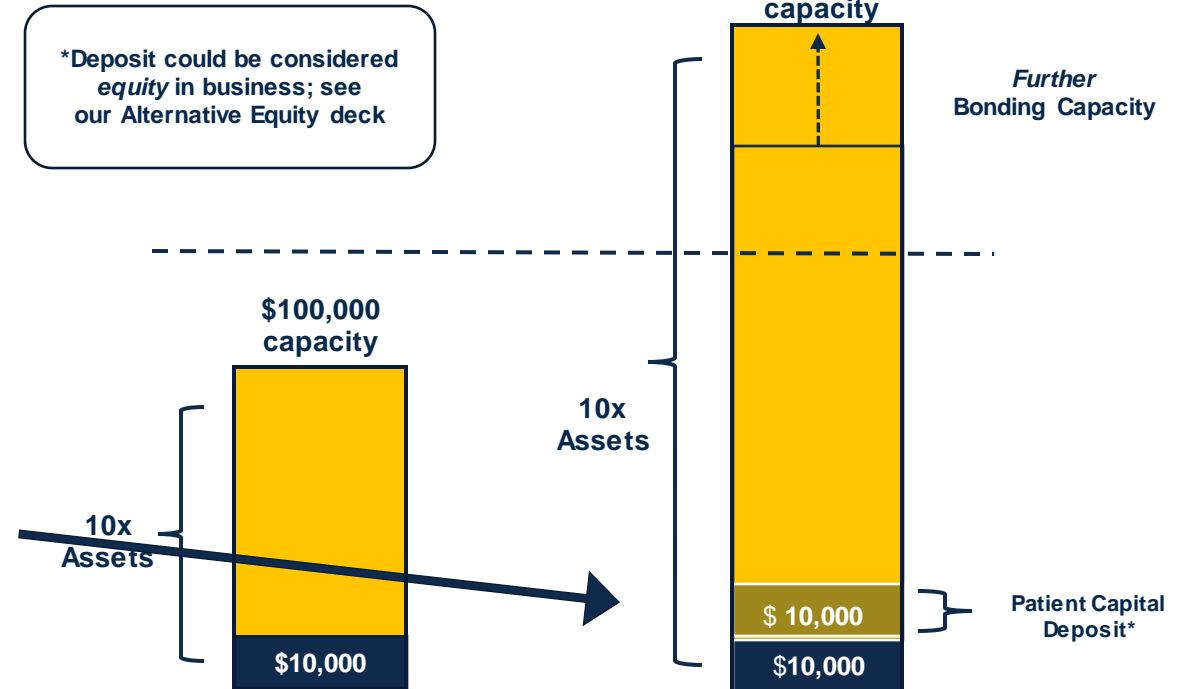 capacity
*Deposit could be considered
equity in business; see
our Alternative Equity deck
Further
Bonding Capacity
$100,000
capacity
10x
Assets
10x
Assets
$ 10,000
Patient Capital
Deposit*
$10,000
$10,000